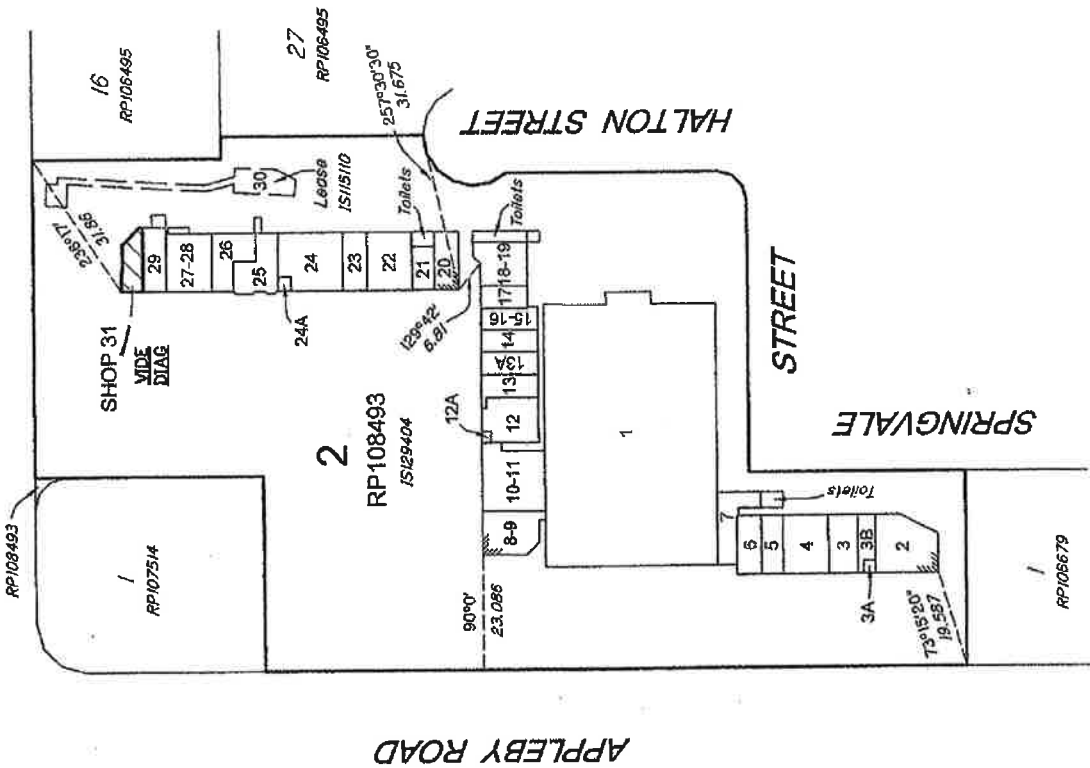 16
RP106495
27
RP106495
257°30'30"
31.675
HALTON STREET
238°17'
31.86
30
Lease
IS115110
Toilets
Toilets
29
27-28
26
25
24
23
22
21
20
24A
SHOP 31
VIDE
DIAG
129°42'
6.81
18-19
17
15-16
14
13A
13
12
12A
10-11
8-9
2
RP108493
IS129404
RP108493
1
RP107514
90°0'
23.086
1
STREET
SPRINGVALE
Toilets
7
6
5
4
3
3B
2
3A
73°15'20"
19.587
1
RP108679
APPLEBY ROAD